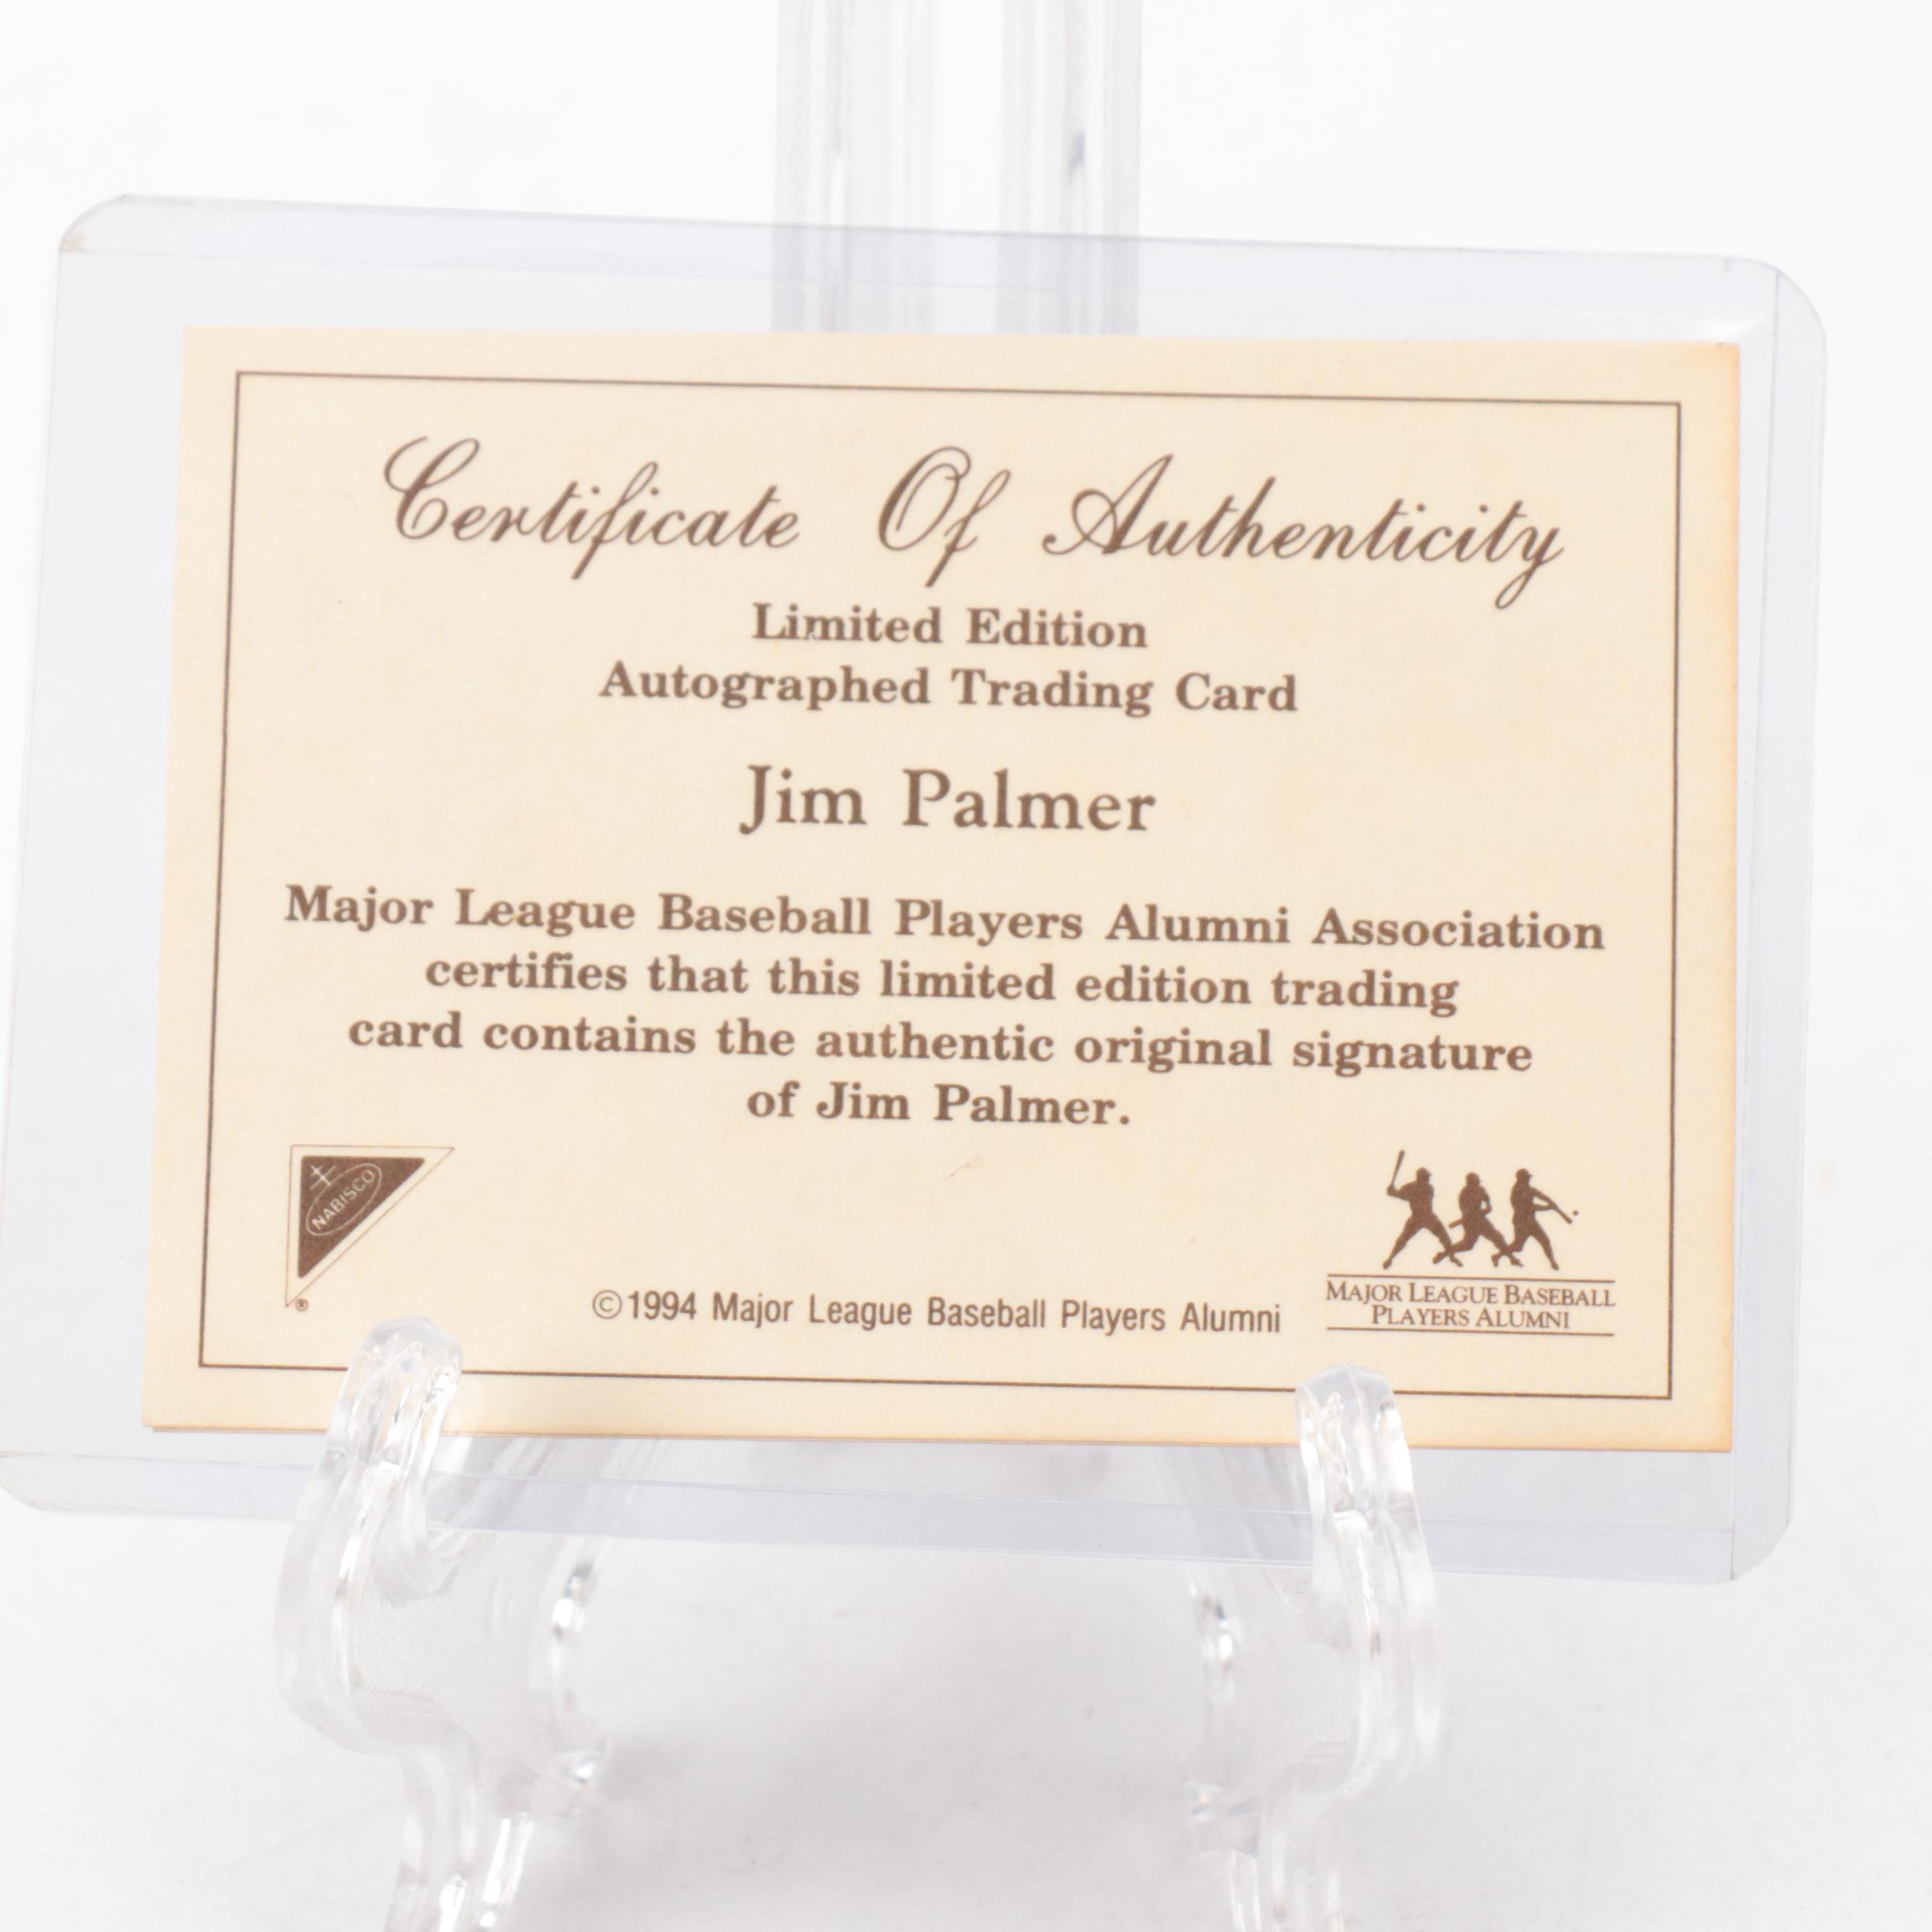 Certificate Of Authenticity
Limited Edition
Autographed Trading Card
Jim Palmer
Major League Baseball Players Alumni Association
certifies that this limited edition trading
card contains the authentic original signature
of Jim Palmer.
NABISCO
®
©1994 Major League Baseball Players Alumni
MAJOR LEAGUE BASEBALL
PLAYERS ALUMNI